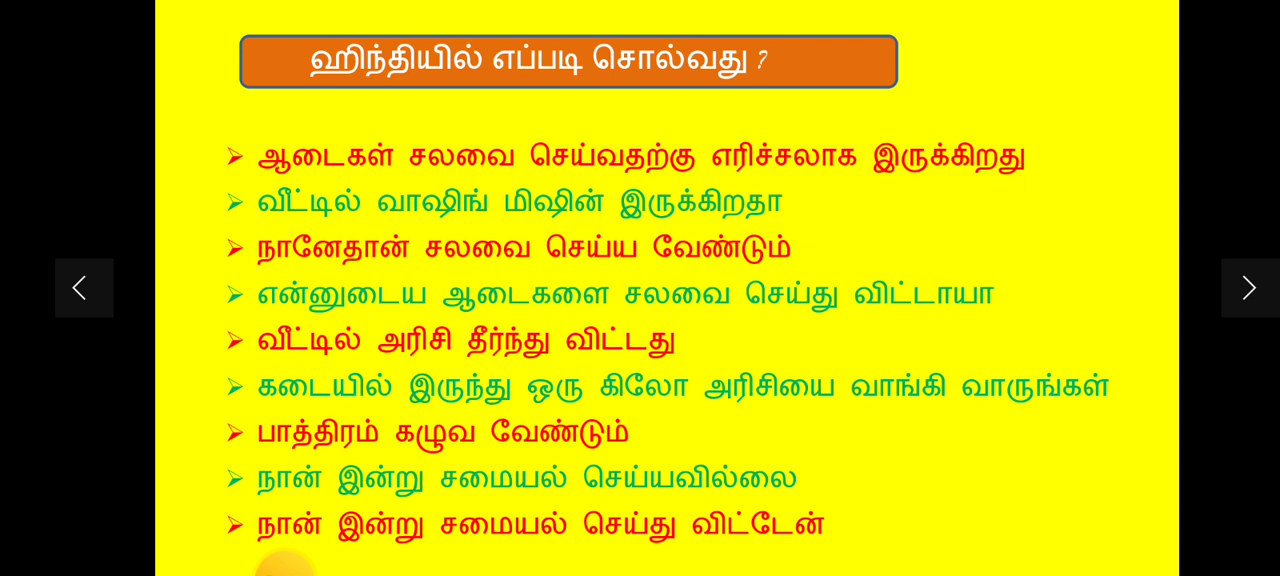 ஹிந்தியில் எப்படி சொல்வது ?
ஆடைகள் சலவை செய்வதற்கு எரிச்சலாக இருக்கிறது
வீட்டில் வாஷிங் மிஷின் இருக்கிறதா
நானேதான் சலவை செய்ய வேண்டும்
என்னுடைய ஆடைகளை சலவை செய்து விட்டாயா
வீட்டில் அரிசி தீர்ந்து விட்டது
கடையில் இருந்து ஒரு கிலோ அரிசியை வாங்கி வாருங்கள்
பாத்திரம் கழுவ வேண்டும்
நான் இன்று சமையல் செய்யவில்லை
நான் இன்று சமையல் செய்து விட்டேன்